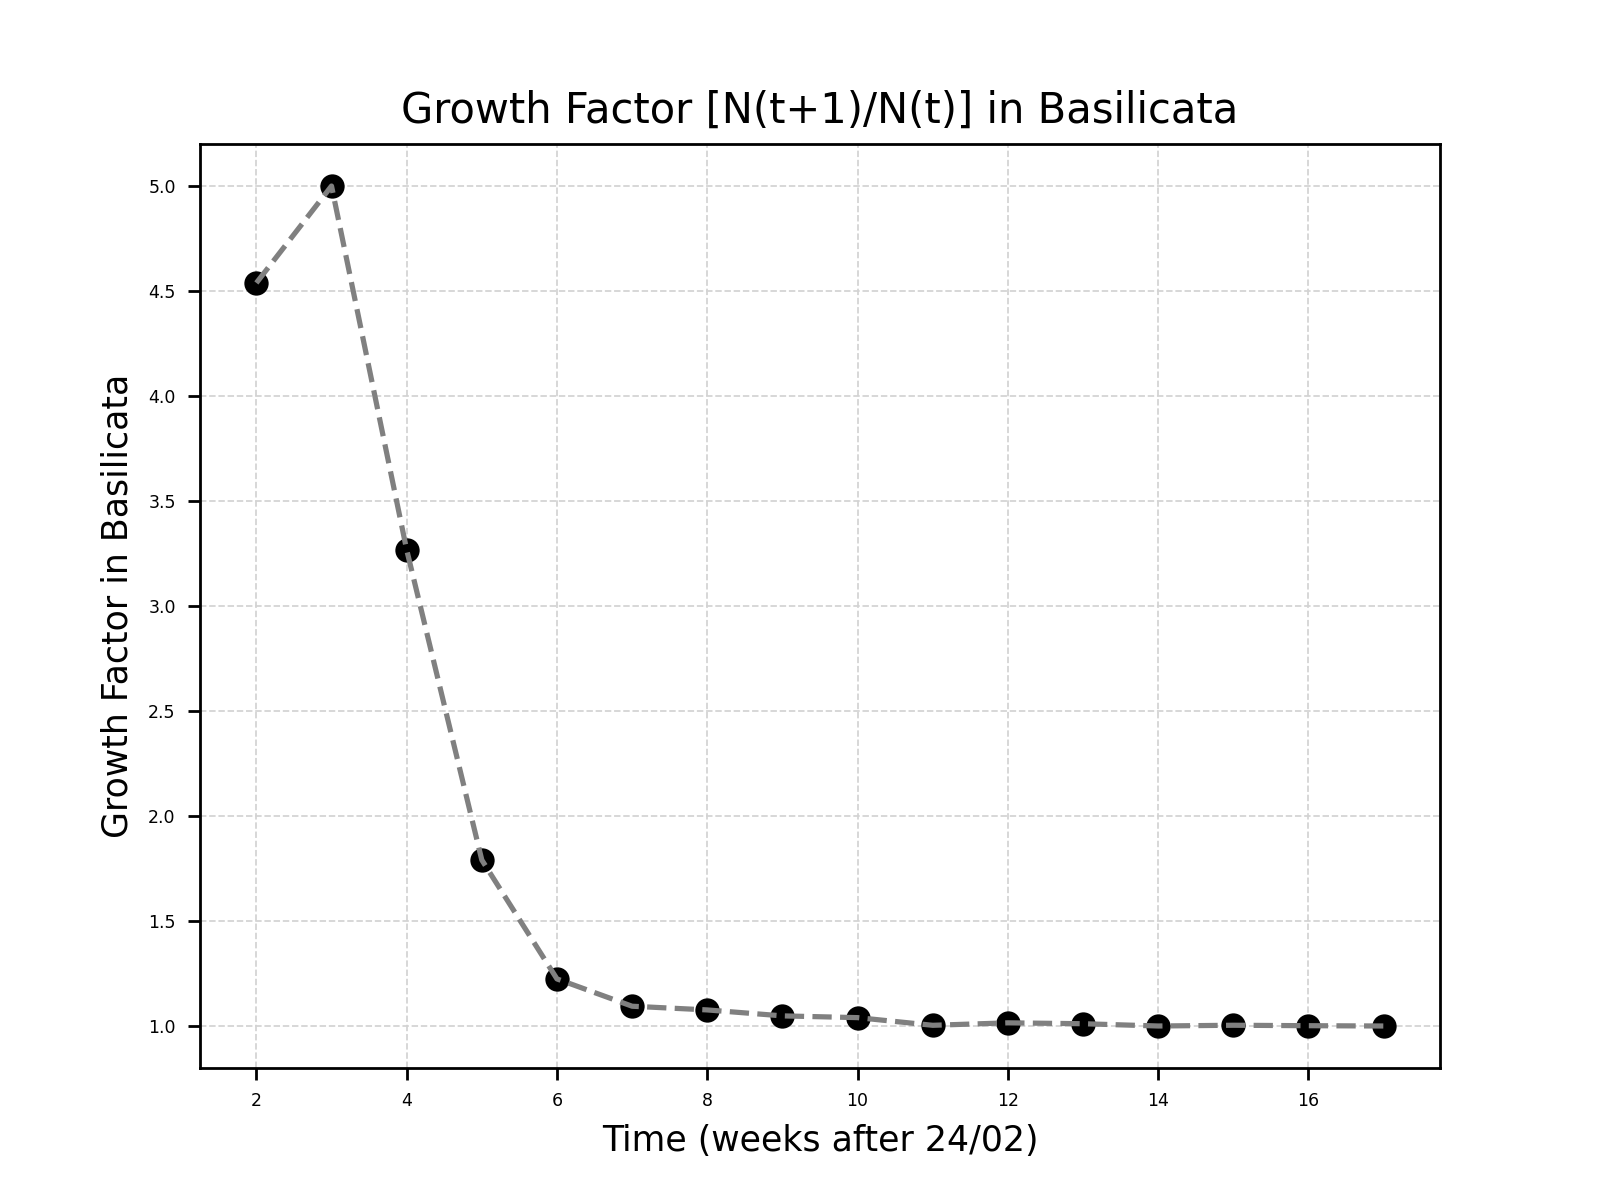 Growth Factor [N(t+1)/N(t)] in Basilicata
Growth Factor in Basilicata
5.0
4.5
4.0
3.5
3.0
2.5
2.0
1.5
1.0
2 4 6 8 10 12 14 16
Time (weeks after 24/02)